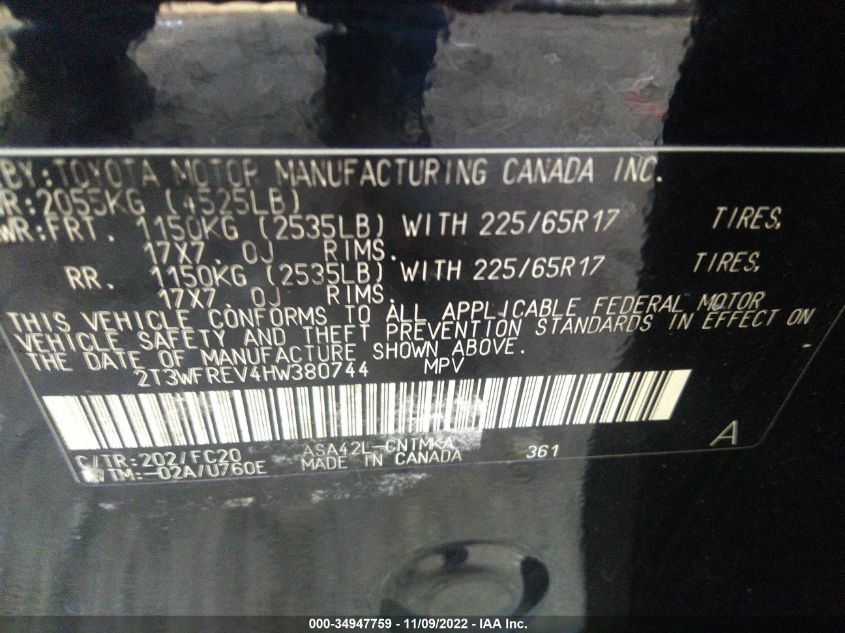 BY:TOYOTA MOTOR MANUFACTURING CANADA INC.
R:2055KG (4525LB)
WR:FRT. 1150KG (2535LB) WITH 225/65R17 TIRES,
17X7.0J RIMS.
RR. 1150KG (2535LB) WITH 225/65R17 TIRES,
17X7.0J RIMS.
THIS VEHICLE CONFORMS TO ALL APPLICABLE FEDERAL MOTOR
VEHICLE SAFETY AND THEFT PREVENTION STANDARDS IN EFFECT ON
THE DATE OF MANUFACTURE SHOWN ABOVE.
2T3WFREV4HW380744 MPV
A
C/TR:202/FC20 ASA42L-CNTMKA 361
/TM:-02A/U760E MADE IN CANADA
000-34947759 - 11/09/2022 - IAA Inc.